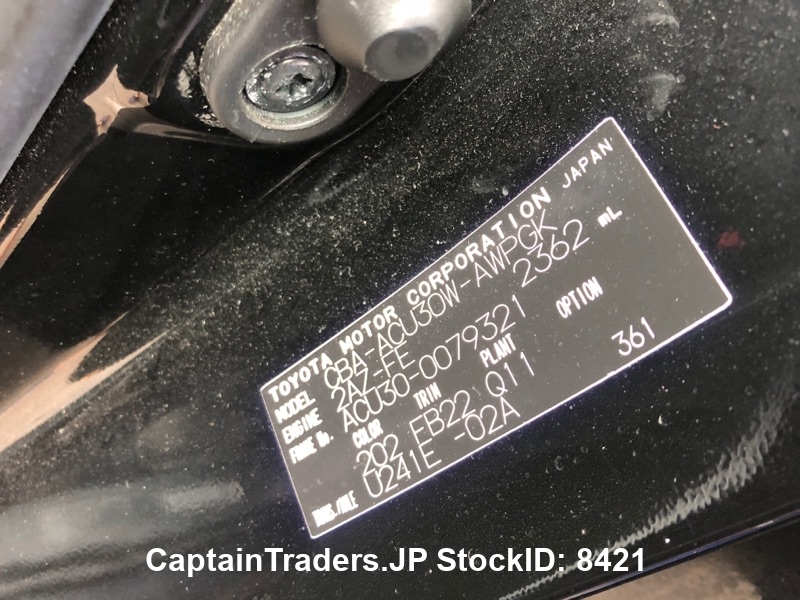 TOYOTA MOTOR CORPORATION JAPAN
MODEL CBA-ACU30W-AWPGK
ENGINE 2AZ-FE 2362 mL
FRAME No. ACU30-0079321
COLOR TRIM PLANT OPTION
202 FB22 Q11 361
TRANS./AXLE U241E -02A
CaptainTraders.JP StockID: 8421